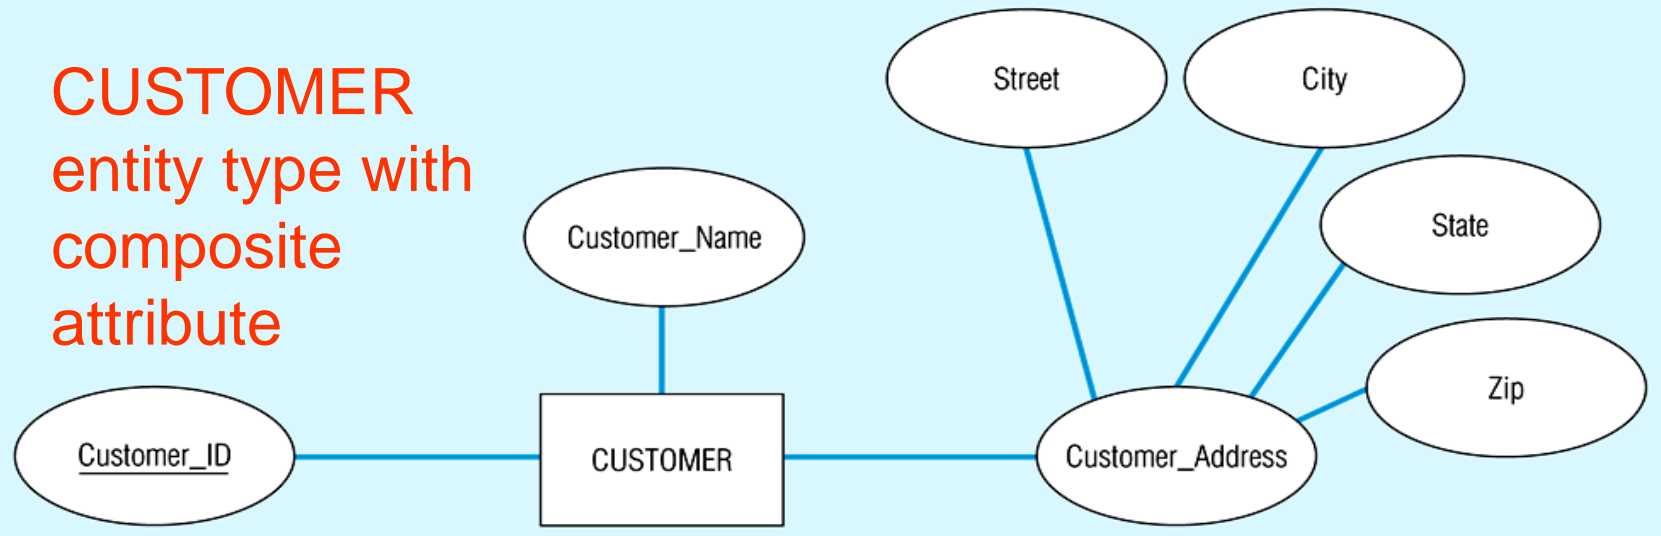 CUSTOMER
entity type with
composite
attribute
Street
City
State
Zip
Customer_Name
Customer_ID
CUSTOMER
Customer_Address